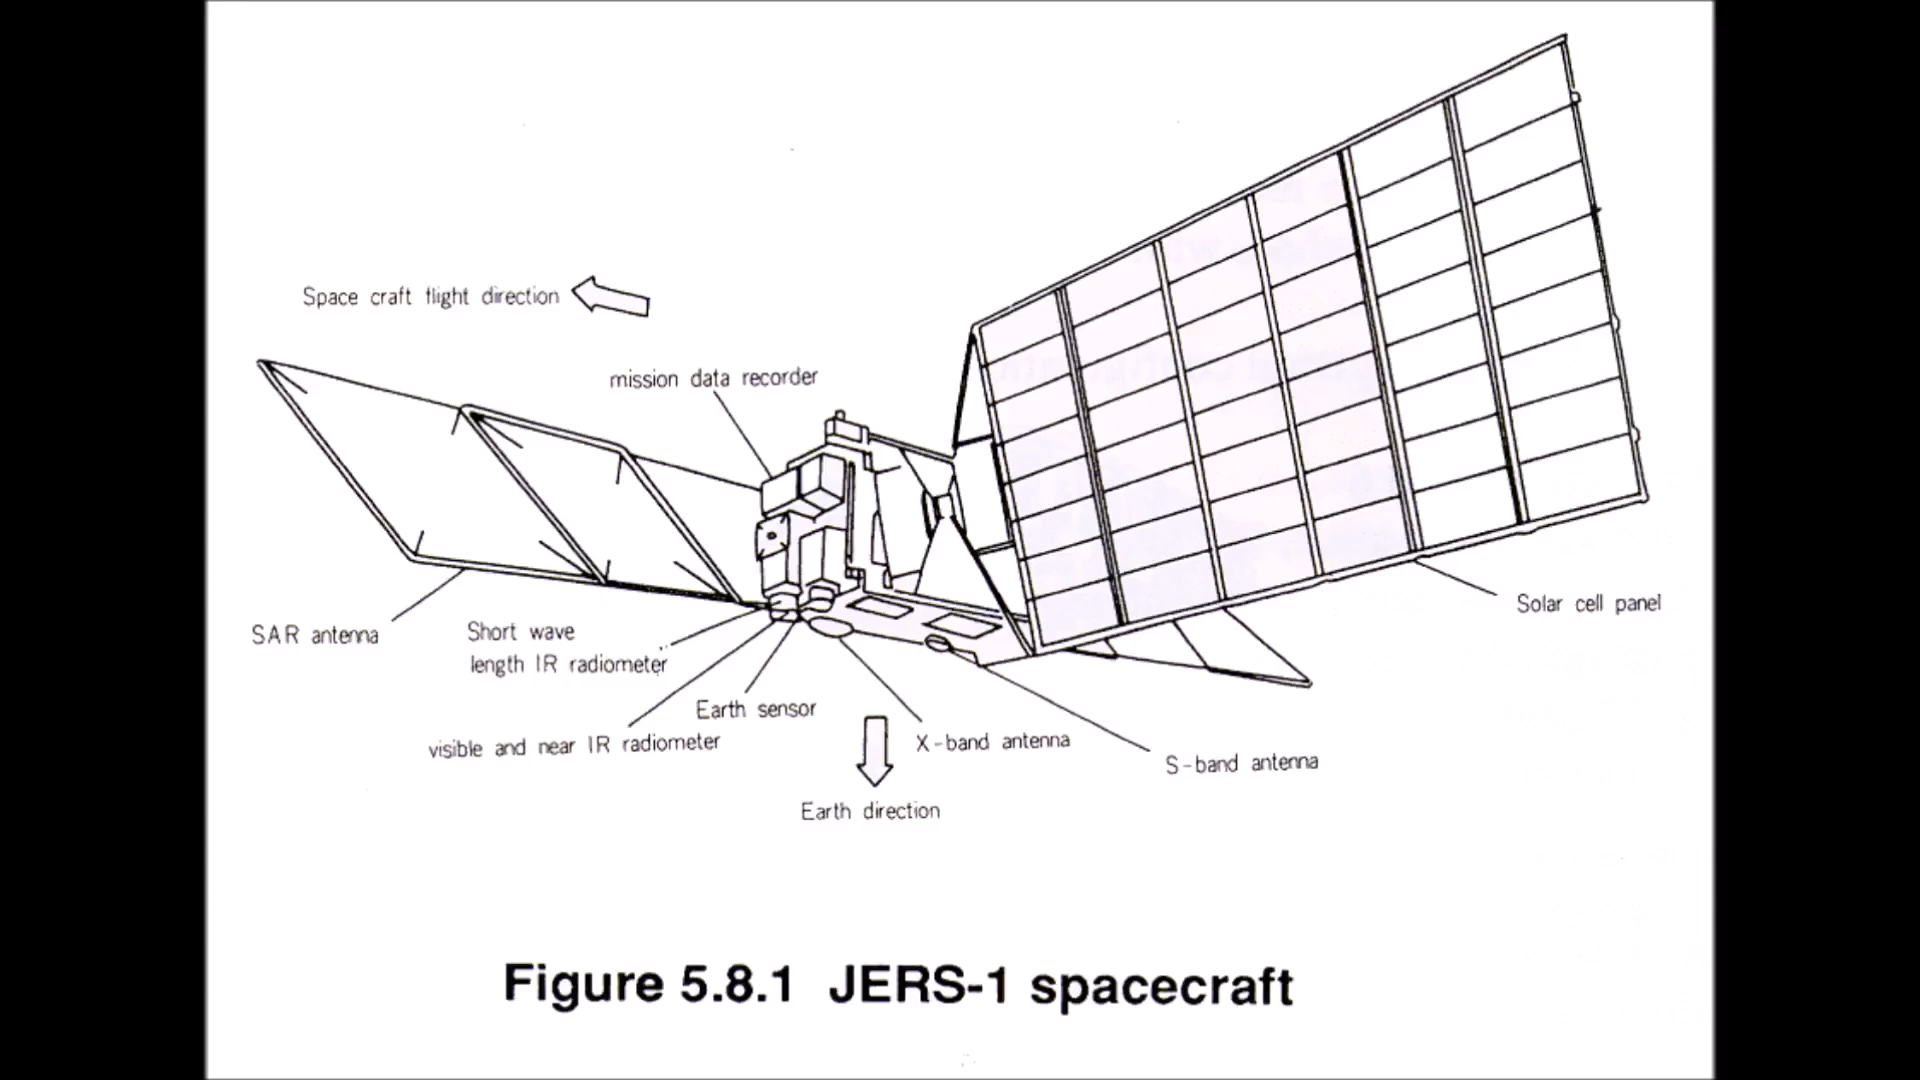 Space craft flight direction
mission data recorder
SAR antenna
Short wave
length IR radiometer
Solar cell panel
Earth sensor
visible and near IR radiometer
X-band antenna
S-band antenna
Earth direction
Figure 5.8.1 JERS-1 spacecraft